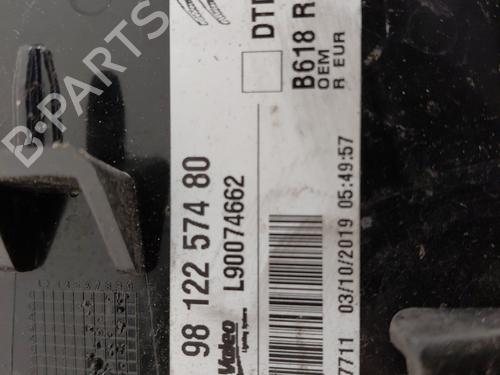 DT
B618 R
OEM
R EUR
98 122 574 80
L90074662
Valeo
Lighting Systems
7711 03/10/2019 05:49:57
B-PARTS